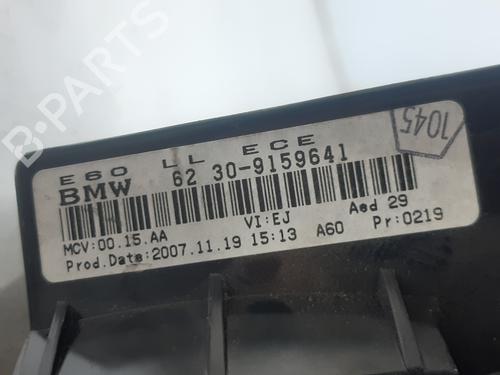 B-PARTS
1045
E60 LL ECE
BMW 62 30-9159641
MCV:00.15.AA VI:EJ Aed 29
Prod.Date:2007.11.19 15:13 A60 Pr:0219